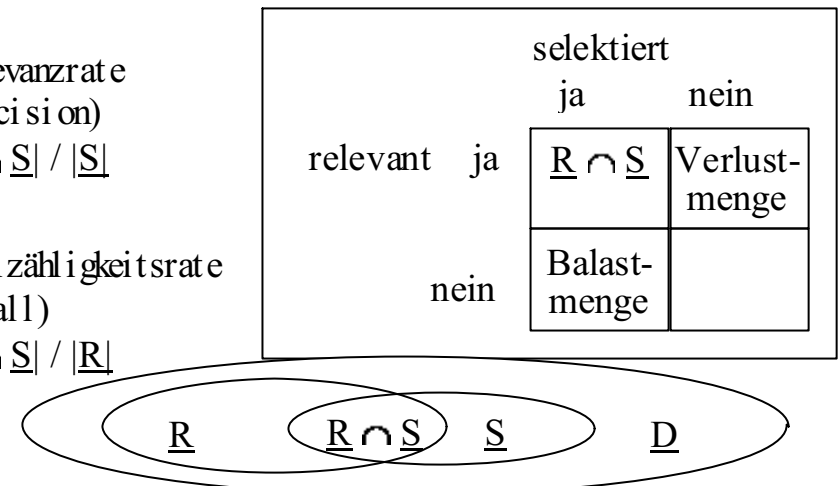 evanzrate
cision)
S| / |S|
zähligkeitsrate
all)
S| / |R|
selektiert
ja nein
relevant ja R ∩ S Verlust-
menge
nein Balast-
menge
R R ∩ S S D